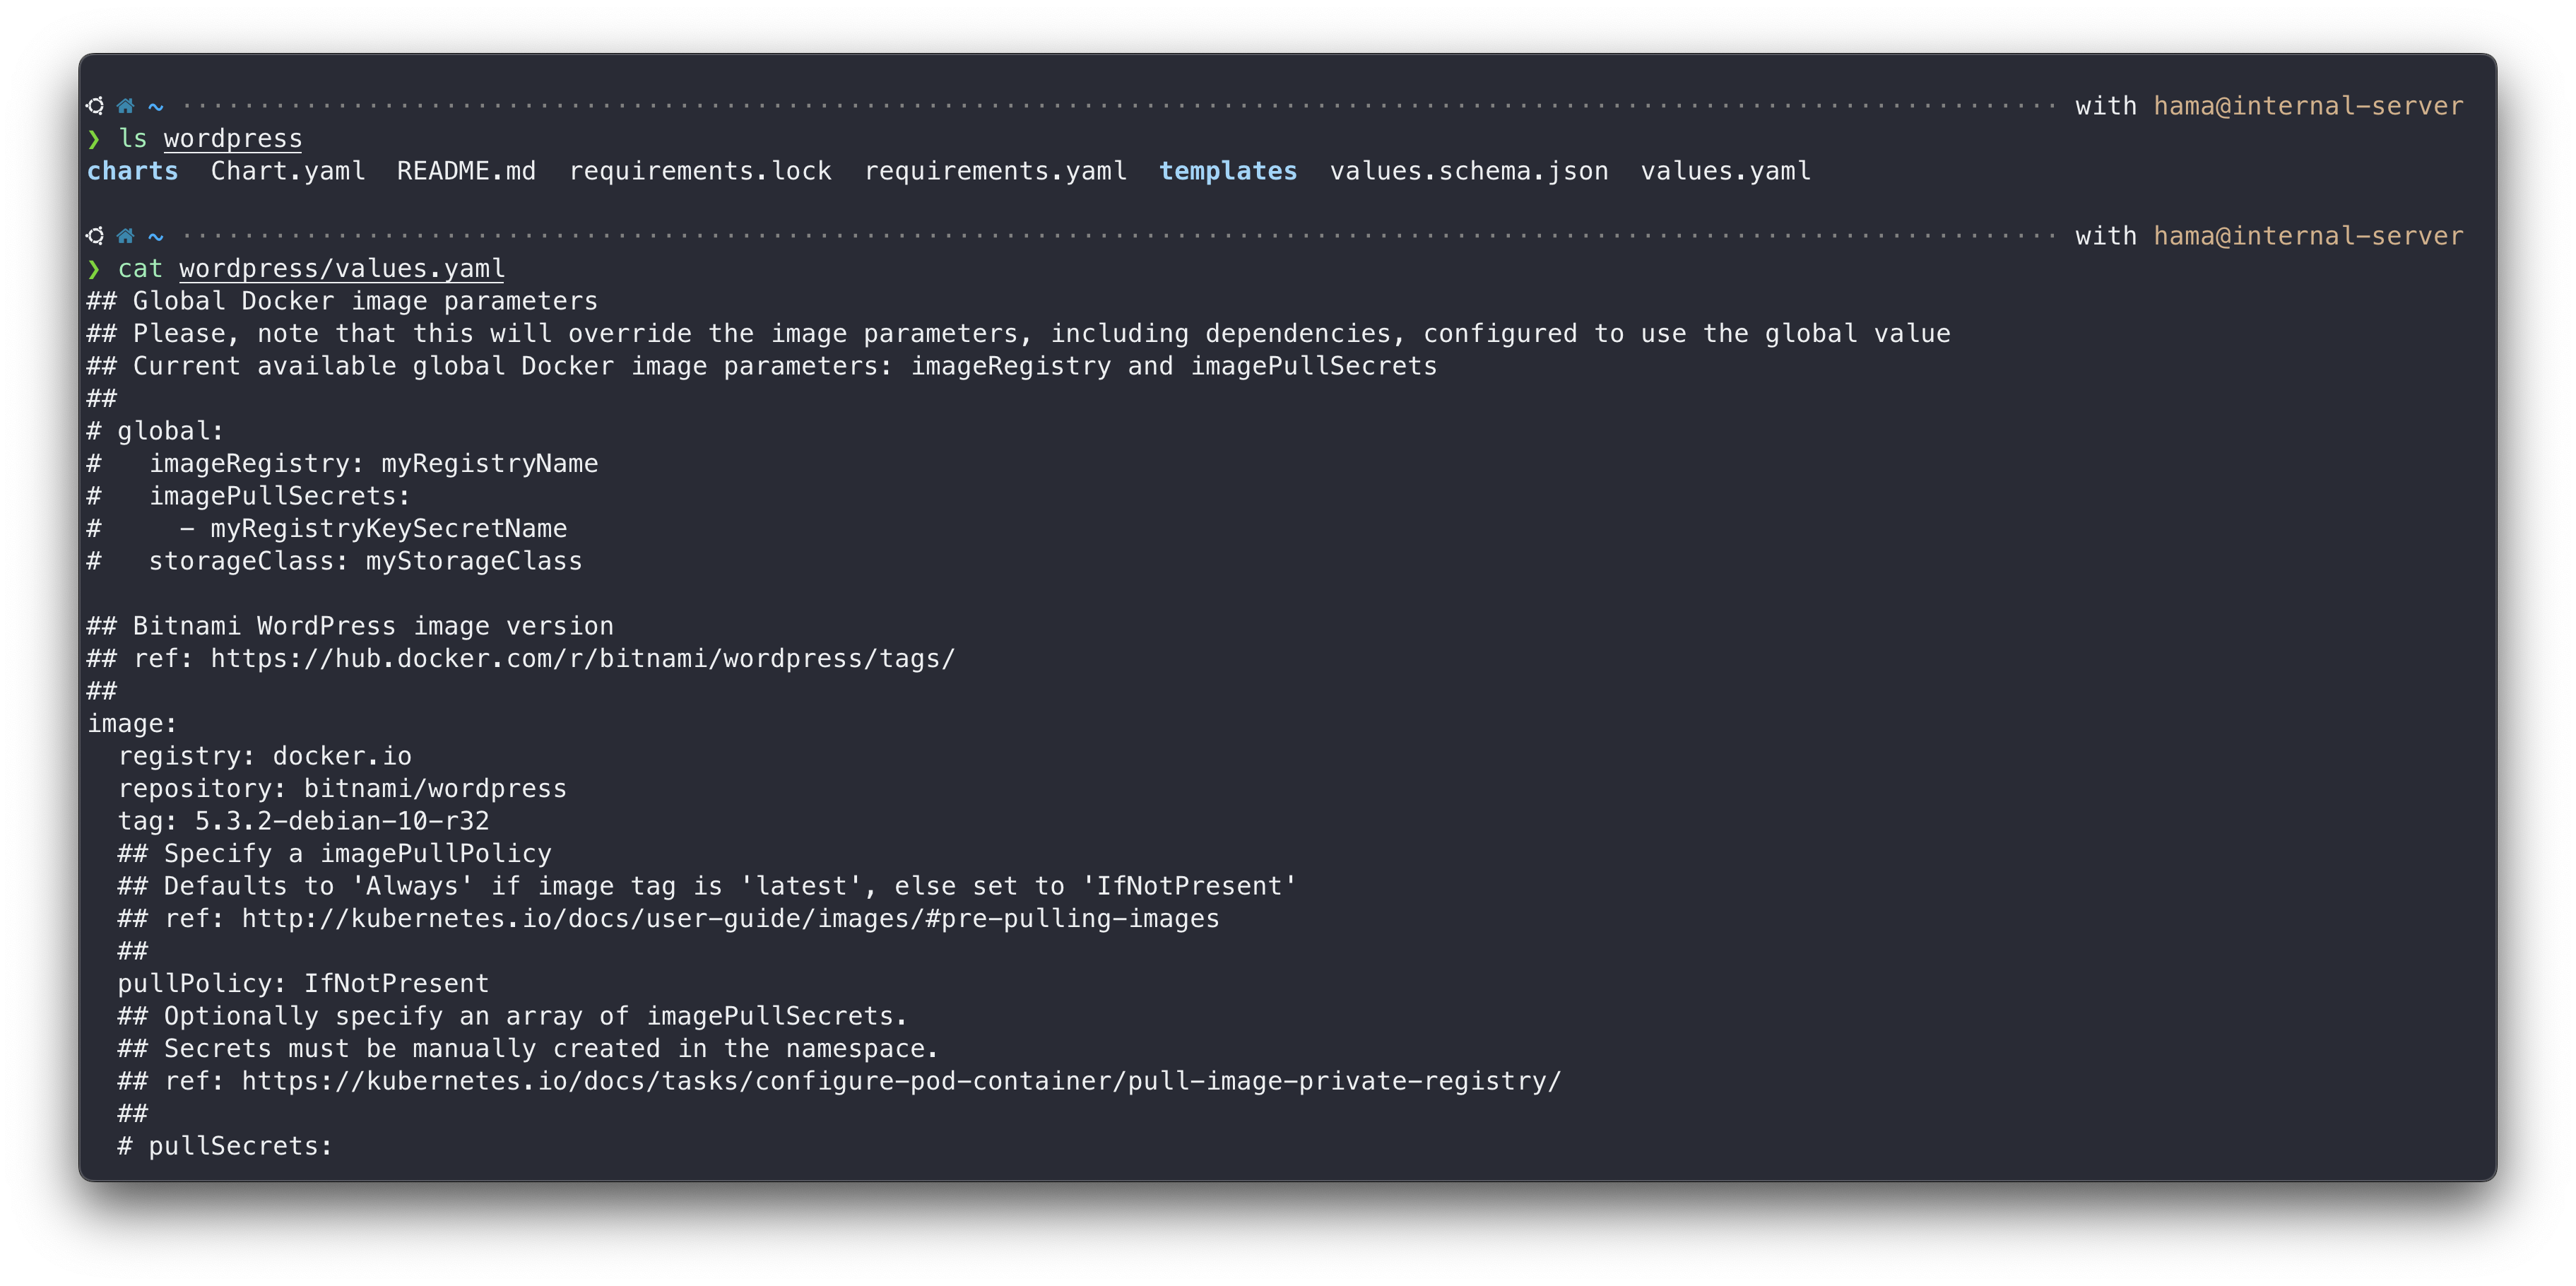 ~ ········································································································································ with hama@internal-server
❯ ls wordpress
charts  Chart.yaml  README.md  requirements.lock  requirements.yaml  templates  values.schema.json  values.yaml
~ ········································································································································ with hama@internal-server
❯ cat wordpress/values.yaml
## Global Docker image parameters
## Please, note that this will override the image parameters, including dependencies, configured to use the global value
## Current available global Docker image parameters: imageRegistry and imagePullSecrets
##
# global:
#   imageRegistry: myRegistryName
#   imagePullSecrets:
#     - myRegistryKeySecretName
#   storageClass: myStorageClass

## Bitnami WordPress image version
## ref: https://hub.docker.com/r/bitnami/wordpress/tags/
##
image:
  registry: docker.io
  repository: bitnami/wordpress
  tag: 5.3.2-debian-10-r32
  ## Specify a imagePullPolicy
  ## Defaults to 'Always' if image tag is 'latest', else set to 'IfNotPresent'
  ## ref: http://kubernetes.io/docs/user-guide/images/#pre-pulling-images
  ##
  pullPolicy: IfNotPresent
  ## Optionally specify an array of imagePullSecrets.
  ## Secrets must be manually created in the namespace.
  ## ref: https://kubernetes.io/docs/tasks/configure-pod-container/pull-image-private-registry/
  ##
  # pullSecrets: